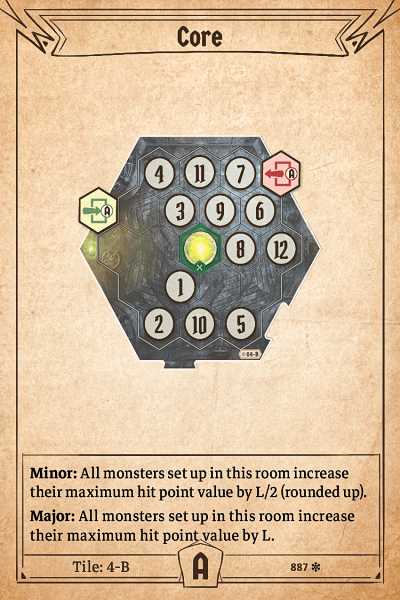 Core
4 11 7 A
A 3 9 6
8 12
1
2 10 5
04-B
Minor: All monsters set up in this room increase
their maximum hit point value by L/2 (rounded up).
Major: All monsters set up in this room increase
their maximum hit point value by L.
Tile: 4-B A 887